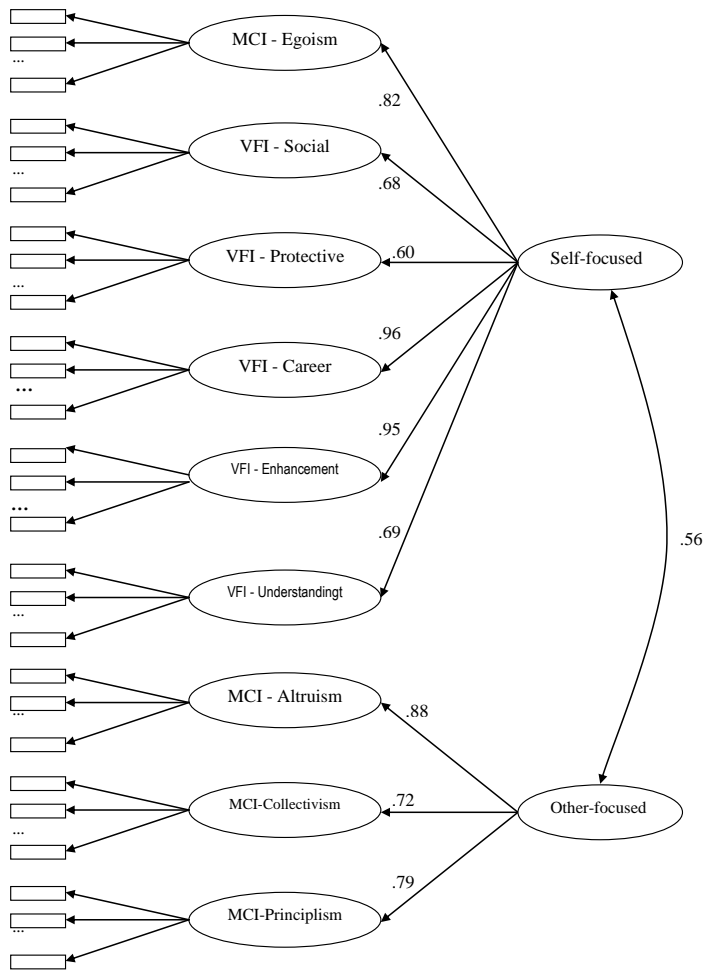 MCI - Egoism
...
.82
VFI - Social
...
.68
VFI - Protective
...
.60
Self-focused
VFI - Career
...
.96
VFI - Enhancement
...
.95
VFI - Understandingt
...
.69
.56
MCI - Altruism
...
.88
MCI-Collectivism
...
.72
Other-focused
MCI-Principlism
...
.79